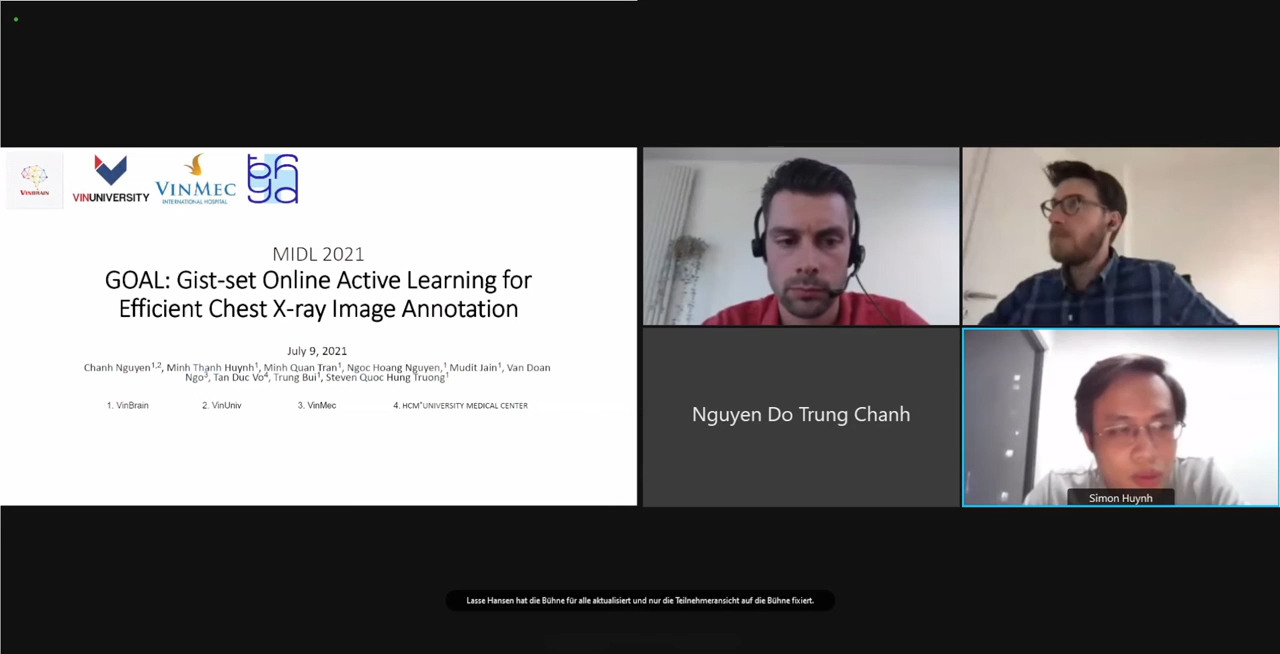 VINBRAIN
VINUNIVERSITY
VINMEC
INTERNATIONAL HOSPITAL
MIDL 2021
GOAL: Gist-set Online Active Learning for
Efficient Chest X-ray Image Annotation
July 9, 2021
Chanh Nguyen1,2, Minh Thanh Huynh1, Minh Quan Tran1, Ngoc Hoang Nguyen,1 Mudit Jain1, Van Doan
Ngo3, Tan Duc Vo4, Trung Bui1, Steven Quoc Hung Truong1
1. VinBrain 2. VinUniv 3. VinMec 4. HCM"UNIVERSITY MEDICAL CENTER
Nguyen Do Trung Chanh
Simon Huynh
Lasse Hansen hat die Bühne für alle aktualisiert und nur die Teilnehmeransicht auf die Bühne fixiert.